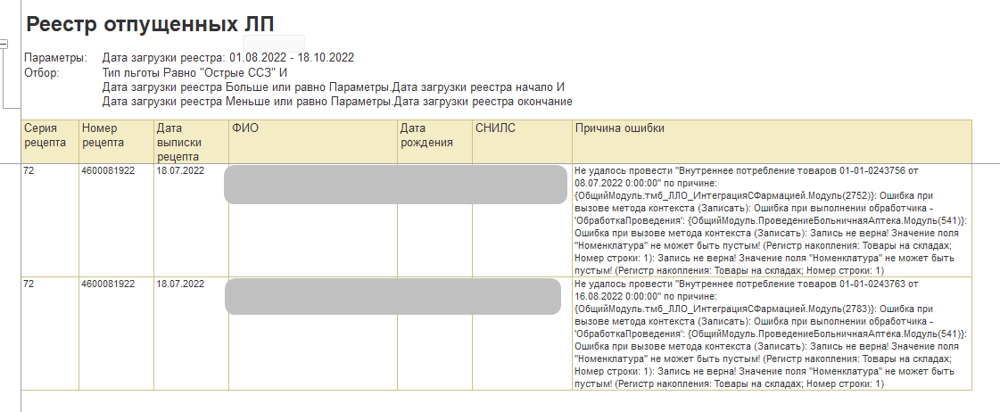 Реестр отпущенных ЛП
Параметры: Дата загрузки реестра: 01.08.2022 - 18.10.2022
Отбор: Тип льготы Равно "Острые ССЗ" И
Дата загрузки реестра Больше или равно Параметры.Дата загрузки реестра начало И
Дата загрузки реестра Меньше или равно Параметры.Дата загрузки реестра окончание
Серия рецепта
Номер рецепта
Дата выписки рецепта
ФИО
Дата рождения
СНИЛС
Причина ошибки
72 4600081922 18.07.2022
Не удалось провести "Внутреннее потребление товаров 01-01-0243756 от
08.07.2022 0:00:00" по причине:
{ОбщийМодуль.тмб_ЛЛО_ИнтеграцияСФармацией.Модуль(2752)}: Ошибка при
вызове метода контекста (Записать): Ошибка при выполнении обработчика -
'ОбработкаПроведения': {ОбщийМодуль.ПроведениеБольничнаяАптека.Модуль(541)}:
Ошибка при вызове метода контекста (Записать): Запись не верна! Значение поля
"Номенклатура" не может быть пустым! (Регистр накопления: Товары на складах;
Номер строки: 1): Запись не верна! Значение поля "Номенклатура" не может быть
пустым! (Регистр накопления: Товары на складах; Номер строки: 1)
72 4600081922 18.07.2022
Не удалось провести "Внутреннее потребление товаров 01-01-0243763 от
16.08.2022 0:00:00" по причине:
{ОбщийМодуль.тмб_ЛЛО_ИнтеграцияСФармацией.Модуль(2783)}: Ошибка при
вызове метода контекста (Записать): Ошибка при выполнении обработчика -
'ОбработкаПроведения': {ОбщийМодуль.ПроведениеБольничнаяАптека.Модуль(541)}:
Ошибка при вызове метода контекста (Записать): Запись не верна! Значение поля
"Номенклатура" не может быть пустым! (Регистр накопления: Товары на складах;
Номер строки: 1): Запись не верна! Значение поля "Номенклатура" не может быть
пустым! (Регистр накопления: Товары на складах; Номер строки: 1)